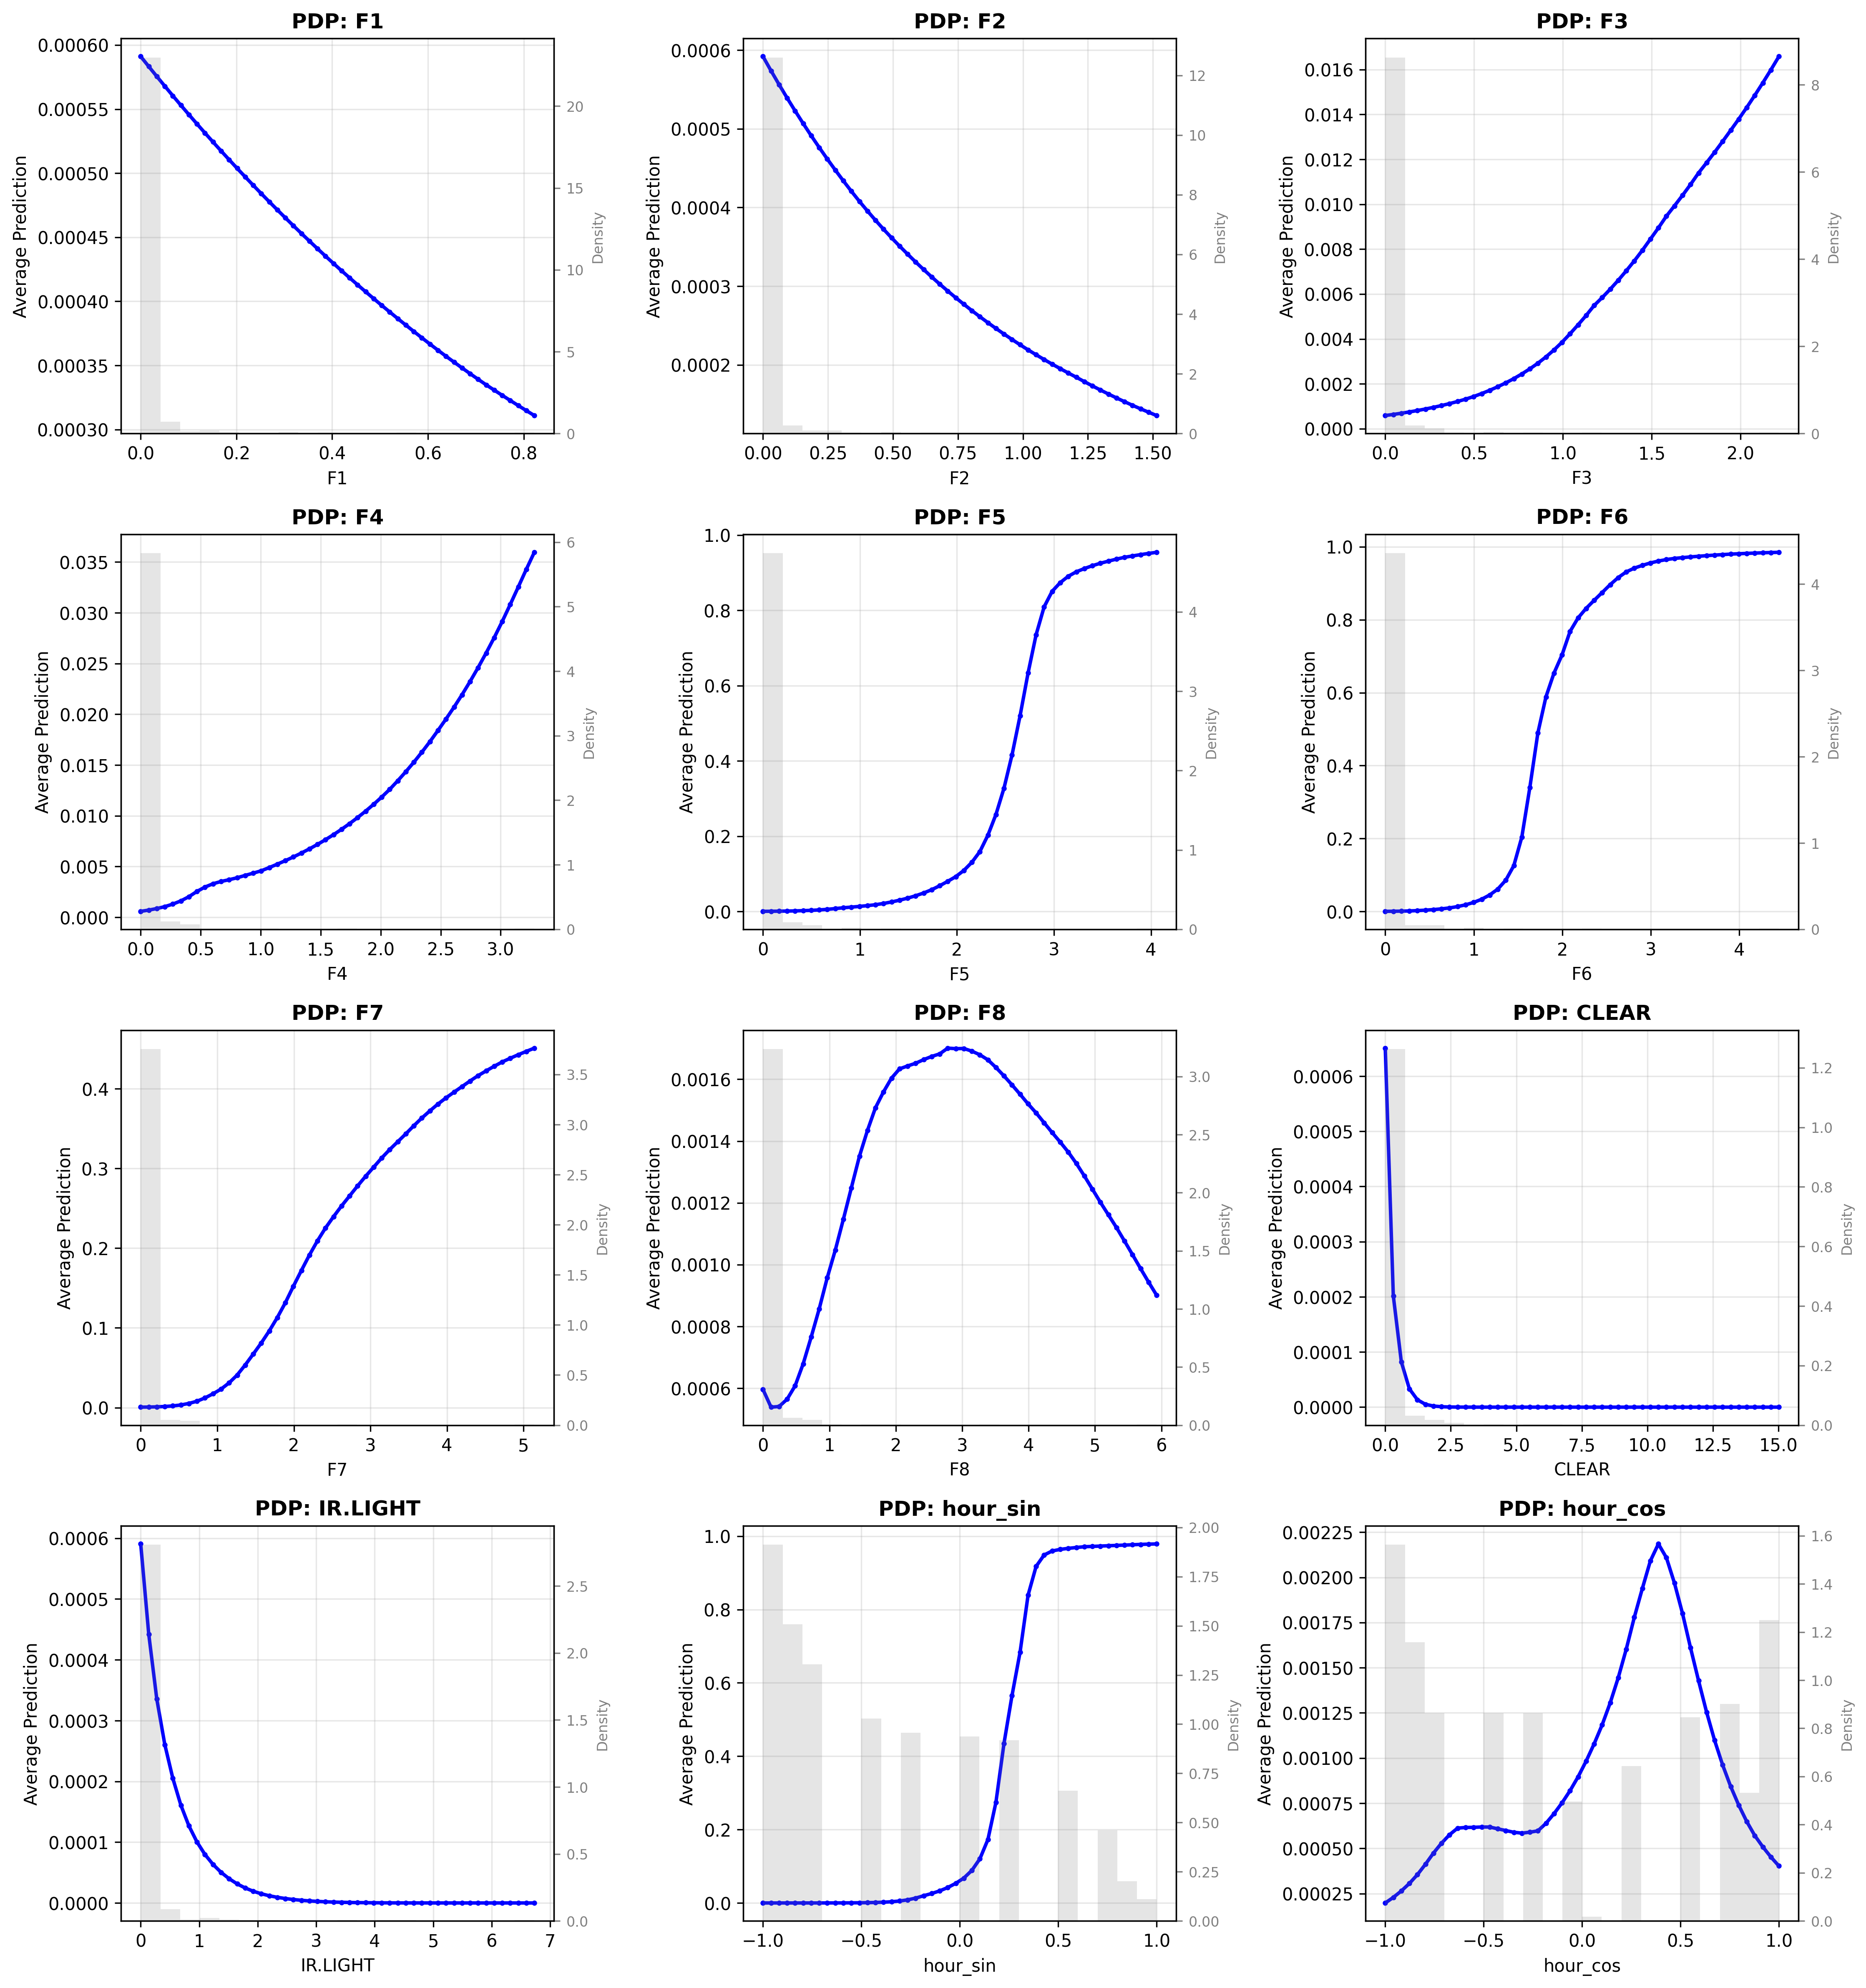 PDP: F1
0.00060
0.00055
0.00050
0.00045
0.00040
0.00035
0.00030
Average Prediction
0.0 0.2 0.4 0.6 0.8
F1
20
15
10
5
0
Density
PDP: F2
0.0006
0.0005
0.0004
0.0003
0.0002
Average Prediction
0.00 0.25 0.50 0.75 1.00 1.25 1.50
F2
12
10
8
6
4
2
0
Density
PDP: F3
0.016
0.014
0.012
0.010
0.008
0.006
0.004
0.002
0.000
Average Prediction
0.0 0.5 1.0 1.5 2.0
F3
8
6
4
2
0
Density
PDP: F4
0.035
0.030
0.025
0.020
0.015
0.010
0.005
0.000
Average Prediction
0.0 0.5 1.0 1.5 2.0 2.5 3.0
F4
6
5
4
3
2
1
0
Density
PDP: F5
1.0
0.8
0.6
0.4
0.2
0.0
Average Prediction
0 1 2 3 4
F5
4
3
2
1
0
Density
PDP: F6
1.0
0.8
0.6
0.4
0.2
0.0
Average Prediction
0 1 2 3 4
F6
4
3
2
1
0
Density
PDP: F7
0.4
0.3
0.2
0.1
0.0
Average Prediction
0 1 2 3 4 5
F7
3.5
3.0
2.5
2.0
1.5
1.0
0.5
0.0
Density
PDP: F8
0.0016
0.0014
0.0012
0.0010
0.0008
0.0006
Average Prediction
0 1 2 3 4 5 6
F8
3.0
2.5
2.0
1.5
1.0
0.5
0.0
Density
PDP: CLEAR
0.0006
0.0005
0.0004
0.0003
0.0002
0.0001
0.0000
Average Prediction
0.0 2.5 5.0 7.5 10.0 12.5 15.0
CLEAR
1.2
1.0
0.8
0.6
0.4
0.2
0.0
Density
PDP: IR.LIGHT
0.0006
0.0005
0.0004
0.0003
0.0002
0.0001
0.0000
Average Prediction
0 1 2 3 4 5 6 7
IR.LIGHT
2.5
2.0
1.5
1.0
0.5
0.0
Density
PDP: hour_sin
1.0
0.8
0.6
0.4
0.2
0.0
Average Prediction
−1.0 −0.5 0.0 0.5 1.0
hour_sin
2.00
1.75
1.50
1.25
1.00
0.75
0.50
0.25
0.00
Density
PDP: hour_cos
0.00225
0.00200
0.00175
0.00150
0.00125
0.00100
0.00075
0.00050
0.00025
Average Prediction
−1.0 −0.5 0.0 0.5 1.0
hour_cos
1.6
1.4
1.2
1.0
0.8
0.6
0.4
0.2
0.0
Density